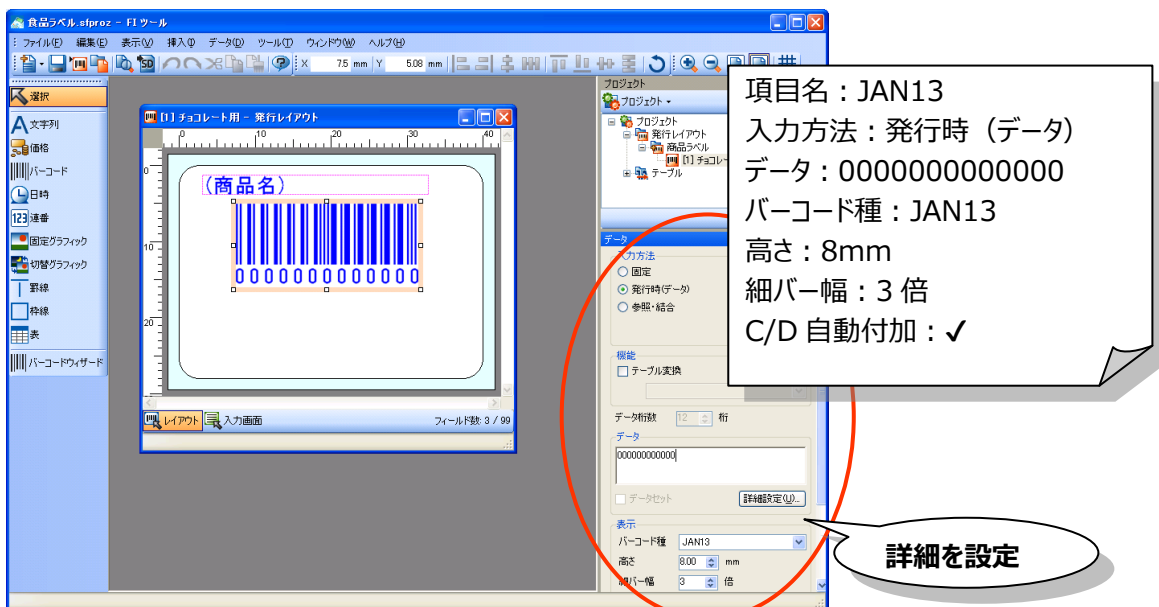 食品ラベル.sfproz - FI ツール
ファイル(F) 編集(E) 表示(V) 挿入(I) データ(D) ツール(T) ウィンドウ(W) ヘルプ(H)
X 7.5 mm Y 5.08 mm
選択
文字列
価格
バーコード
日時
123 連番
固定グラフィック
切替グラフィック
罫線
枠線
表
バーコードウィザード
[1] チョコレート用 - 発行レイアウト
0 10 20 30 40
0
10
20
(商品名)
0000000000000
レイアウト 入力画面 フィールド数: 3 / 99
プロジェクト
プロジェクト
プロジェクト
発行レイアウト
商品ラベル
[1] チョコレー
テーブル
データ
入力方法
固定
発行時(データ)
参照・結合
機能
テーブル変換
データ桁数 12 桁
データ
000000000000
データセット 詳細設定(U)...
表示
バーコード種 JAN13
高さ 8.00 mm
細バー幅 3 倍
項目名：JAN13
入力方法：発行時（データ）
データ：0000000000000
バーコード種：JAN13
高さ：8mm
細バー幅：3 倍
C/D 自動付加：✔
詳細を設定